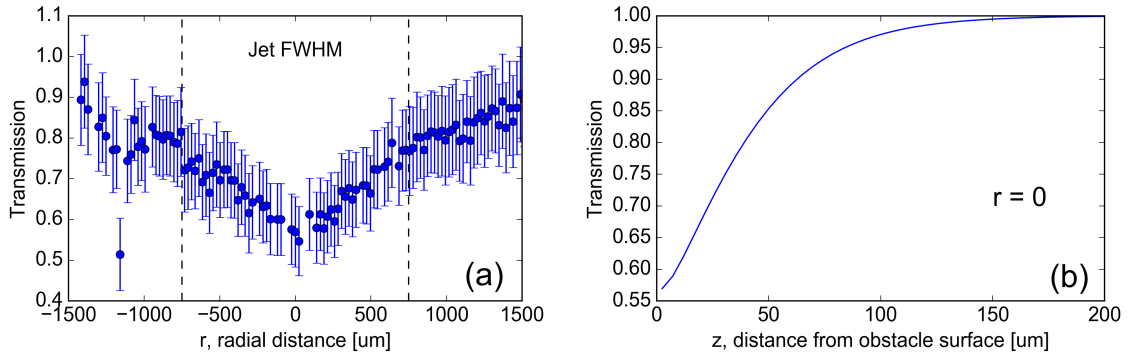 1.1
1.0
0.9
0.8
0.7
0.6
0.5
0.4
Transmission
Jet FWHM
(a)
−1500 −1000 −500 0 500 1000 1500
r, radial distance [um]
1.00
0.95
0.90
0.85
0.80
0.75
0.70
0.65
0.60
0.55
Transmission
r = 0
(b)
0 50 100 150 200
z, distance from obstacle surface [um]